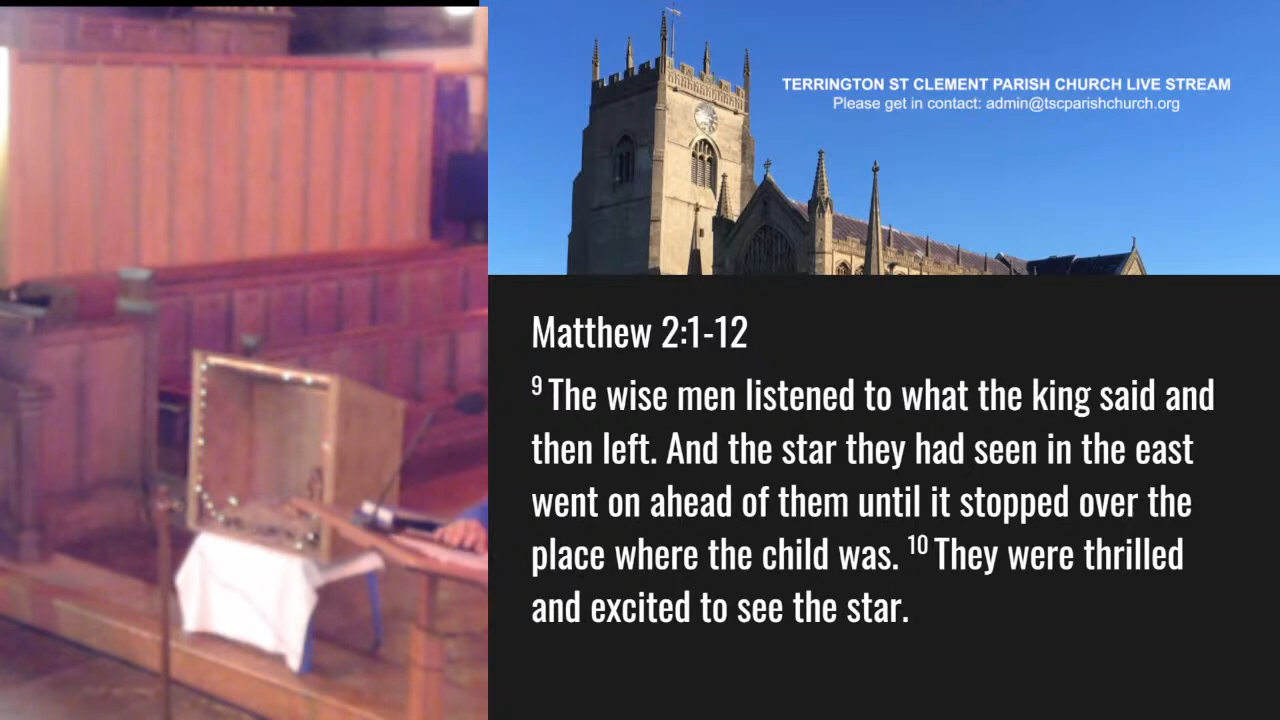 TERRINGTON ST CLEMENT PARISH CHURCH LIVE STREAM
Please get in contact: admin@tscparishchurch.org
Matthew 2:1-12
9 The wise men listened to what the king said and
then left. And the star they had seen in the east
went on ahead of them until it stopped over the
place where the child was. 10 They were thrilled
and excited to see the star.